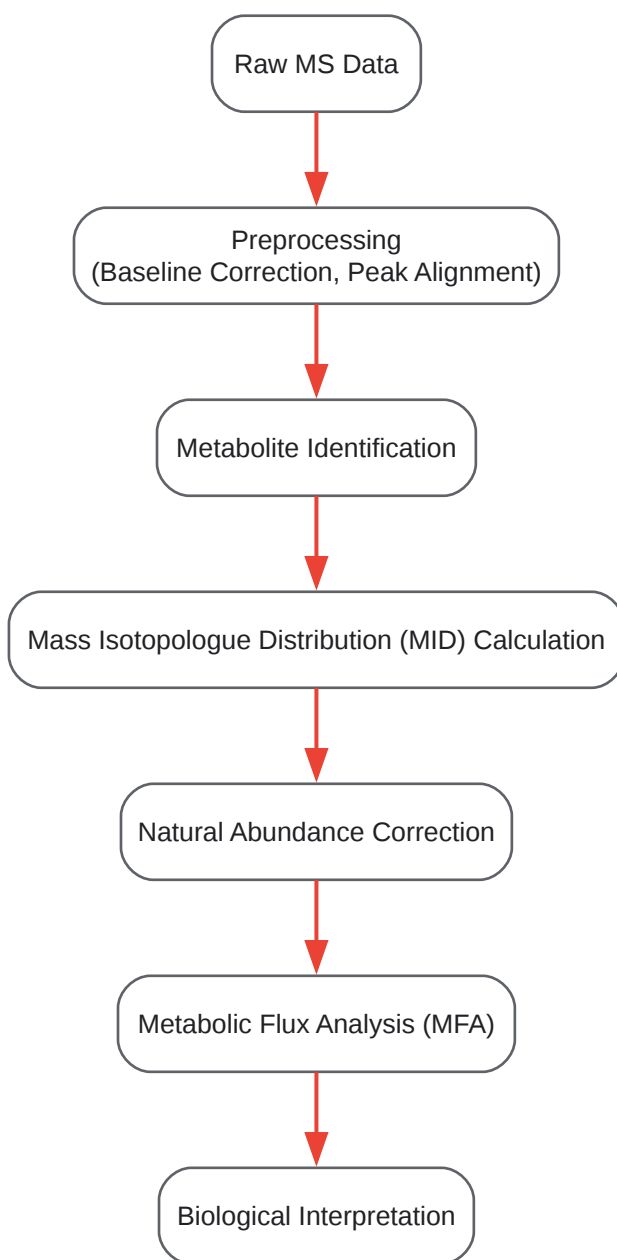 Raw MS Data
Preprocessing
(Baseline Correction, Peak Alignment)
Metabolite Identification
Mass Isotopologue Distribution (MID) Calculation
Natural Abundance Correction
Metabolic Flux Analysis (MFA)
Biological Interpretation